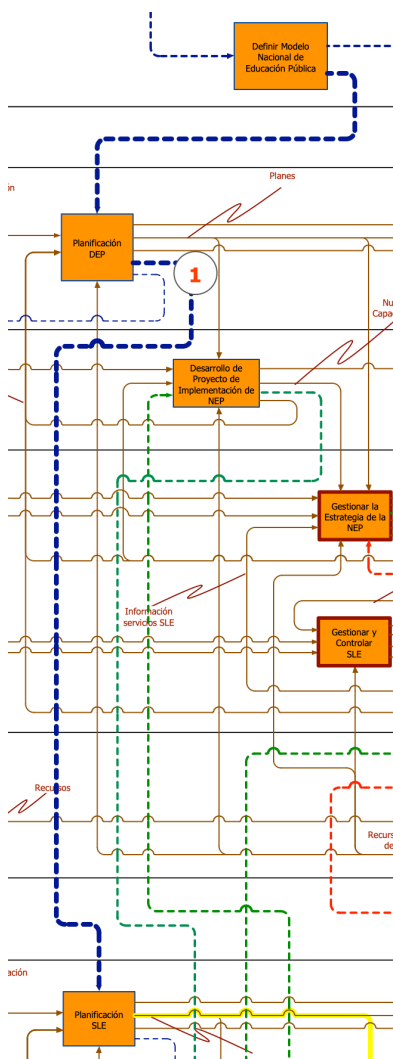 Definir Modelo
Nacional de
Educación Pública
Planes
Planificación
DEP
1
Desarrollo de
Proyecto de
Implementación de
NEP
Gestionar la
Estrategia de la
NEP
Información
servicios SLE
Gestionar y
Controlar
SLE
Recursos
Planificación
SLE